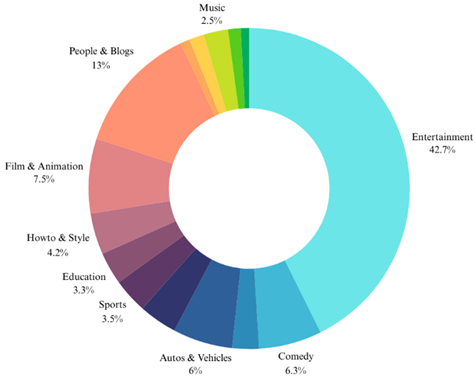 Music
2.5%
People & Blogs
13%
Entertainment
42.7%
Film & Animation
7.5%
Howto & Style
4.2%
Education
3.3%
Sports
3.5%
Autos & Vehicles
6%
Comedy
6.3%